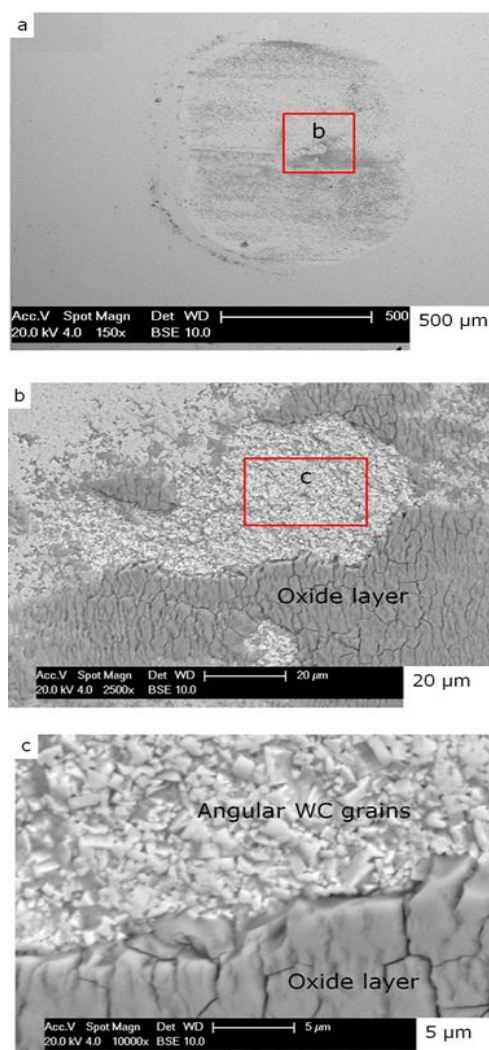 a
b
Acc.V Spot Magn Det WD 500
20.0 kV 4.0 150x BSE 10.0
500 µm
b
c
Oxide layer
Acc.V Spot Magn Det WD 20 µm
20.0 kV 4.0 2500x BSE 10.0
20 µm
c
Angular WC grains
Oxide layer
Acc.V Spot Magn Det WD 5 µm
20.0 kV 4.0 10000x BSE 10.0
5 µm